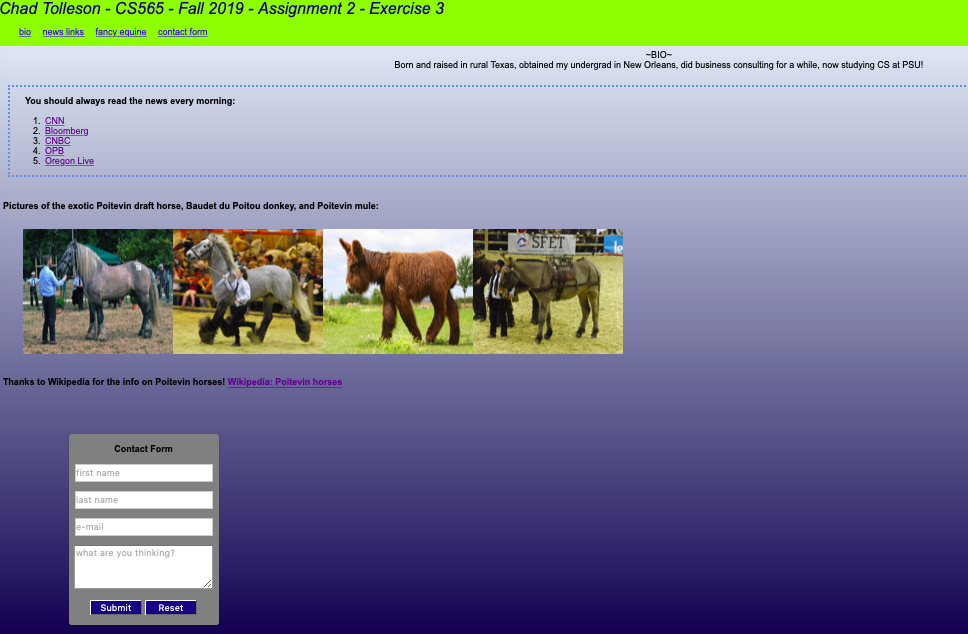 Chad Tolleson - CS565 - Fall 2019 - Assignment 2 - Exercise 3
bio news links fancy equine contact form
~BIO~
Born and raised in rural Texas, obtained my undergrad in New Orleans, did business consulting for a while, now studying CS at PSU!
You should always read the news every morning:
1. CNN
2. Bloomberg
3. CNBC
4. OPB
5. Oregon Live
Pictures of the exotic Poitevin draft horse, Baudet du Poitou donkey, and Poitevin mule:
SFET
le
Thanks to Wikipedia for the info on Poitevin horses! Wikipedia: Poitevin horses
Contact Form
first name
last name
e-mail
what are you thinking?
Submit Reset